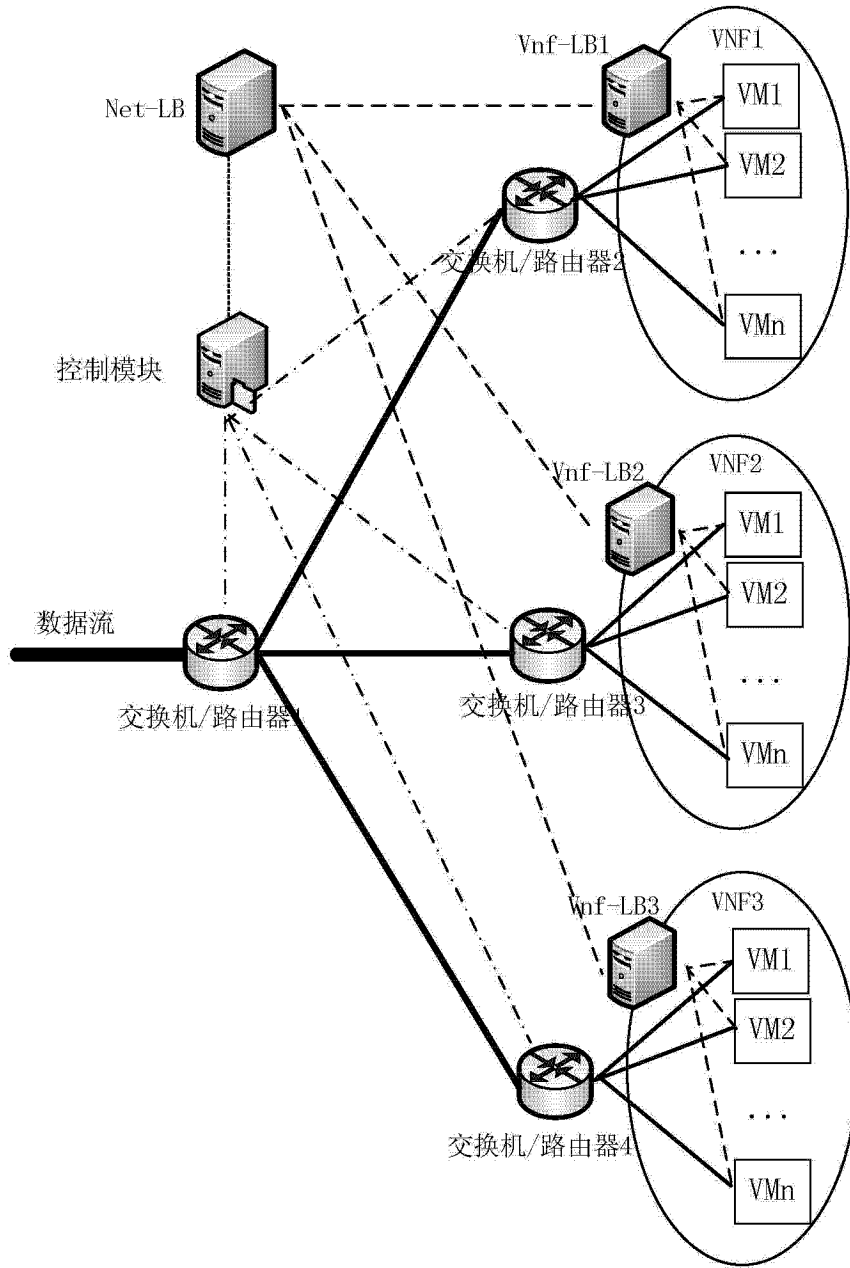 Vnf-LB1
VNF1
Net-LB
VM1
VM2
...
VMn
交换机/路由器2
控制模块
Vnf-LB2
VNF2
VM1
VM2
...
VMn
数据流
交换机/路由器1
交换机/路由器3
Vnf-LB3
VNF3
VM1
VM2
...
VMn
交换机/路由器4